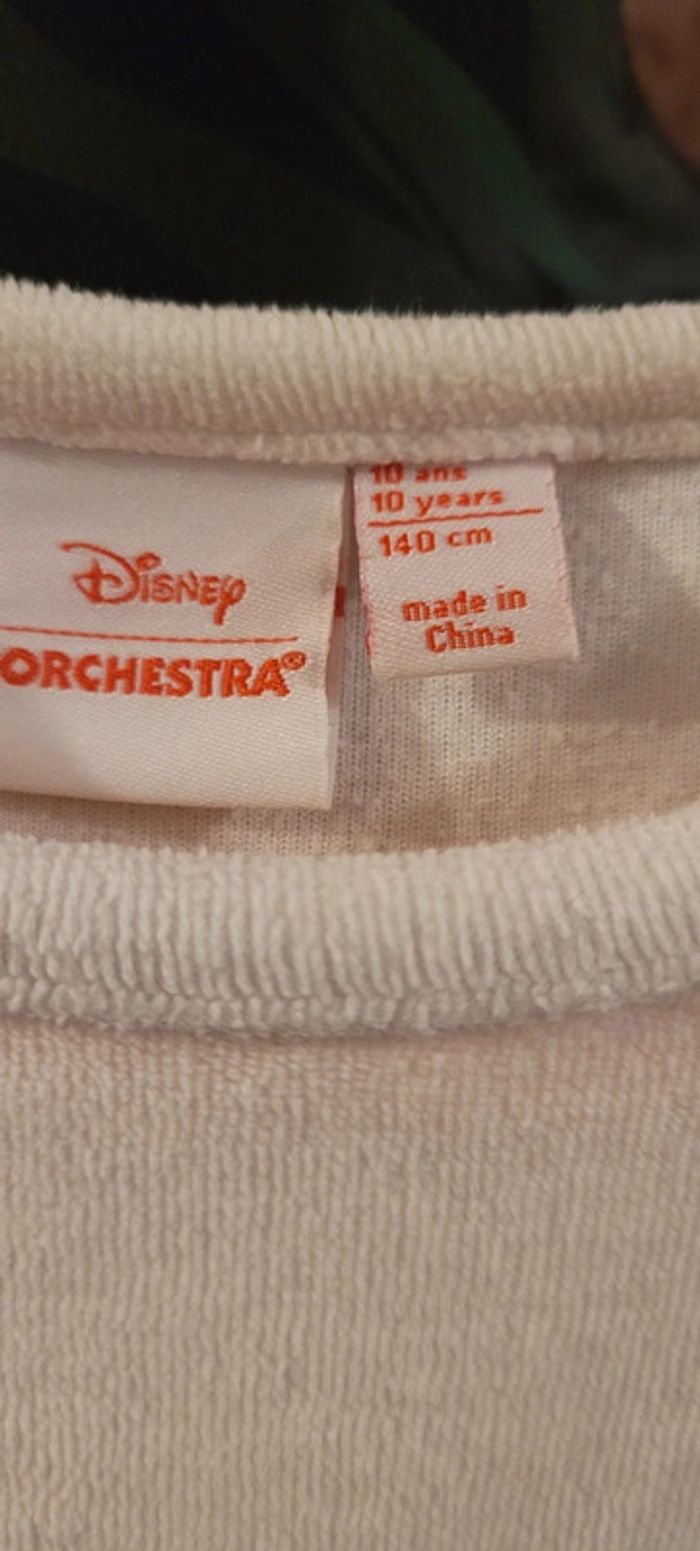 DISNEY
ORCHESTRA®
10 ans
10 years
140 cm
made in
China